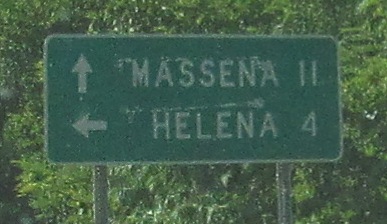 ↑ MASSENA 11
← HELENA 4